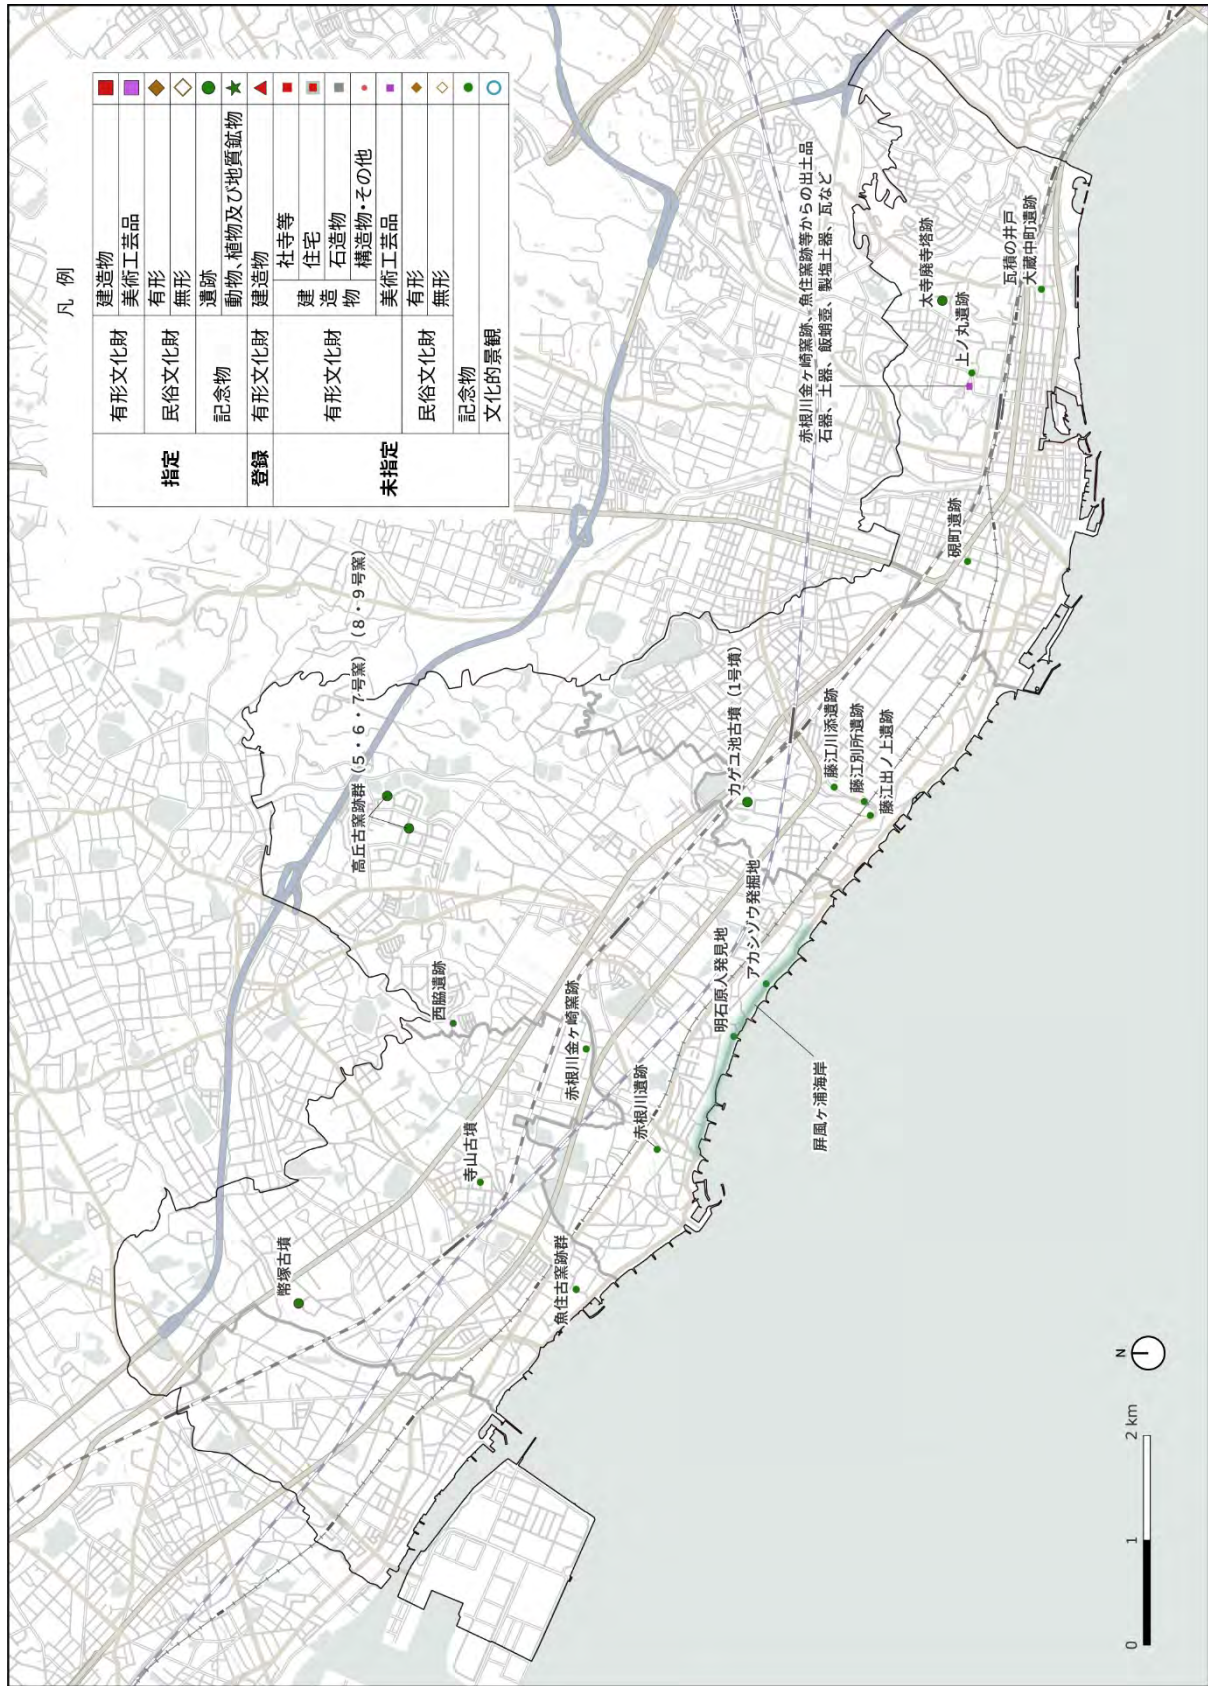 凡 例
指定
有形文化財
建造物
美術工芸品
民俗文化財
有形
無形
記念物
遺跡
動物、植物及び地質鉱物
登録
有形文化財
建造物
未指定
有形文化財
建造物
社寺等
住宅
石造物
構造物・その他
美術工芸品
民俗文化財
有形
無形
記念物
文化的景観
高丘古窯跡群（5・6・7号窯）（8・9号窯）
幣塚古墳
西脇遺跡
寺山古墳
赤根川金ヶ崎窯跡
魚住古窯跡群
赤根川遺跡
明石原人発見地
アカシゾウ発掘地
屏風ヶ浦海岸
カゲユ池古墳（1号墳）
藤江川添遺跡
藤江別所遺跡
藤江出ノ上遺跡
硯町遺跡
赤根川金ヶ崎窯跡、魚住窯跡等からの出土品
石器、土器、飯蛸壺、製塩土器、瓦など
太寺廃寺塔跡
上ノ丸遺跡
瓦積の井戸
大蔵中町遺跡
N
0 1 2 km